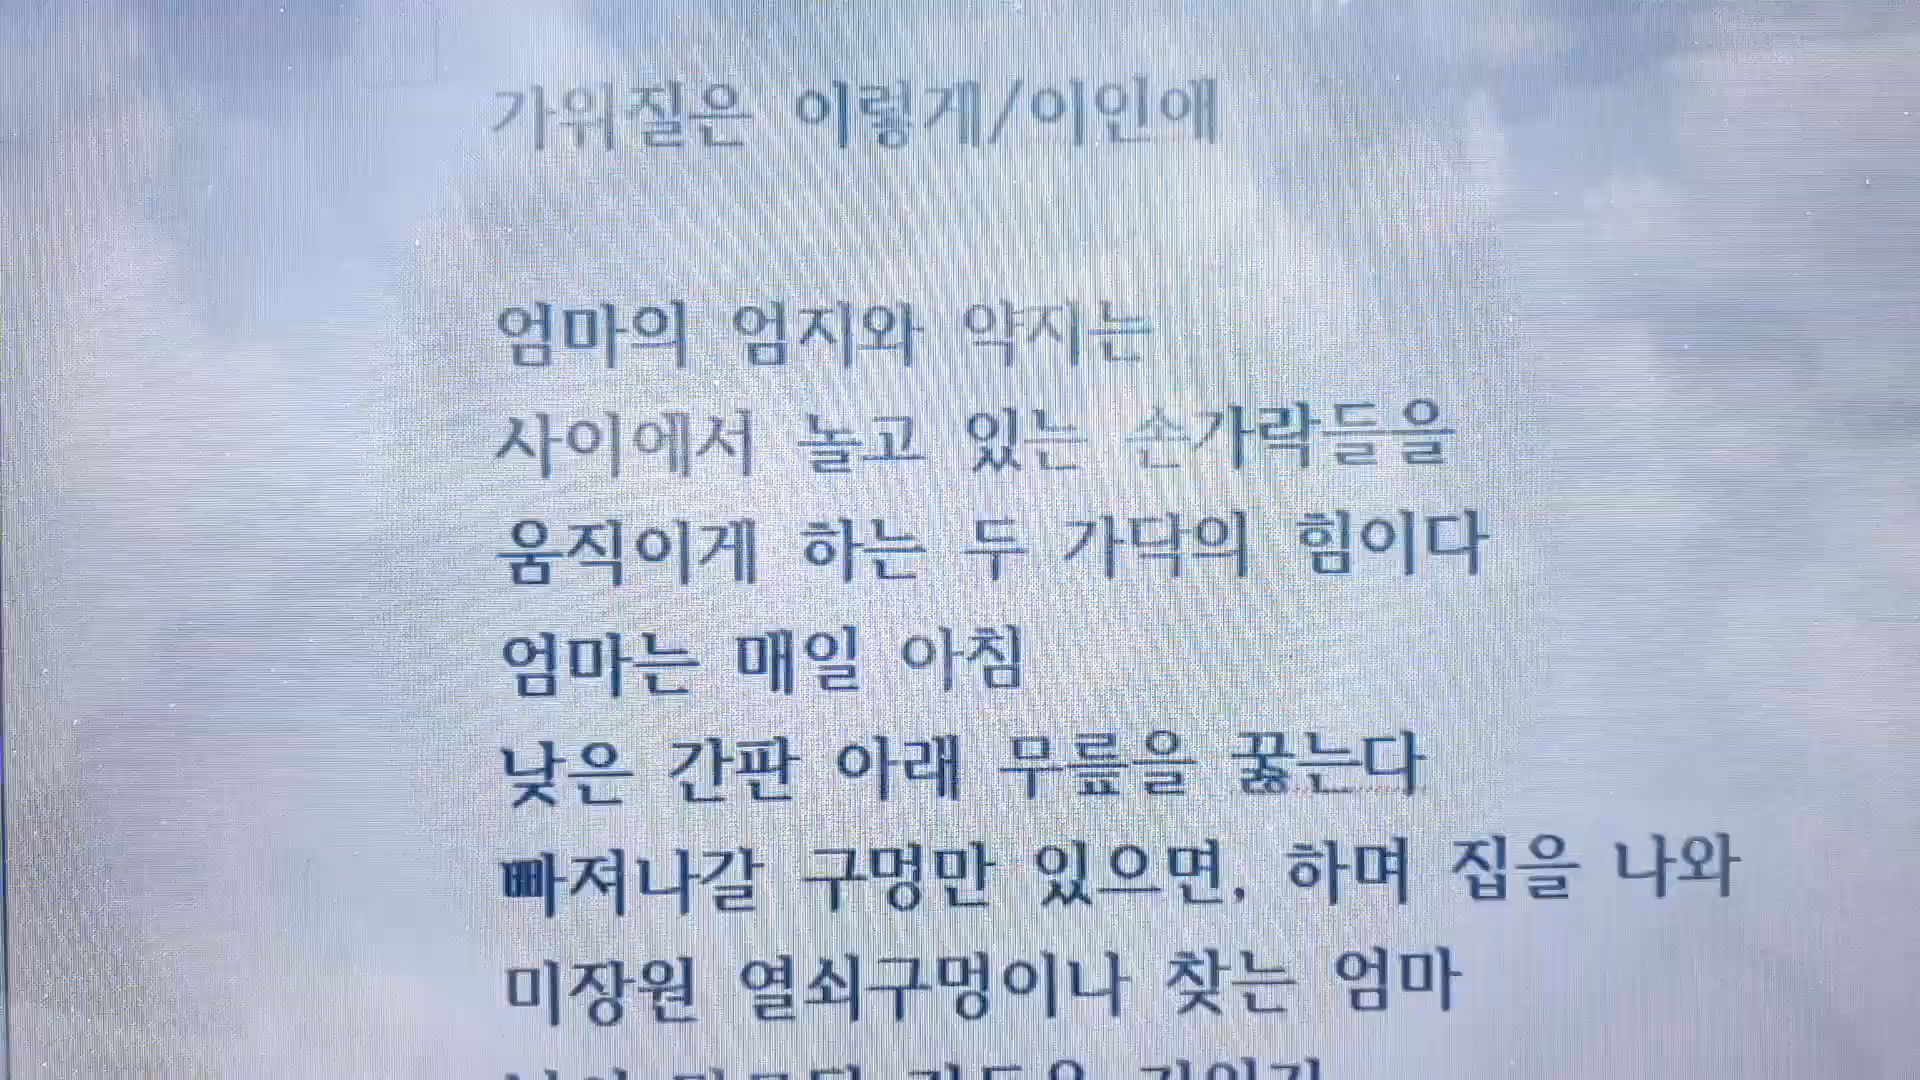 가위질은 이렇게/이인애
엄마의 엄지와 약지는
사이에서 놀고 있는 손가락들을
움직이게 하는 두 가닥의 힘이다
엄마는 매일 아침
낮은 간판 아래 무릎을 꿇는다
빠져나갈 구멍만 있으면, 하며 집을 나와
미장원 열쇠구멍이나 찾는 엄마